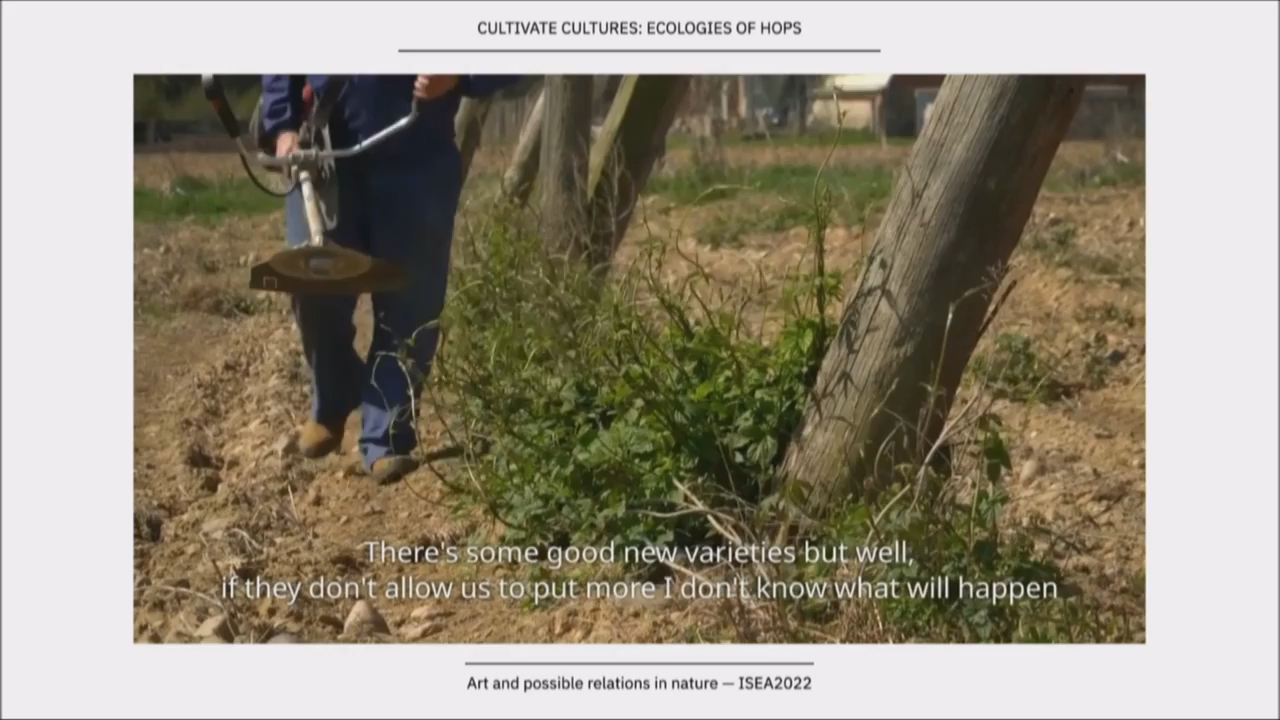 CULTIVATE CULTURES: ECOLOGIES OF HOPS
There's some good new varieties but well,
if they don't allow us to put more I don't know what will happen
Art and possible relations in nature — ISEA2022